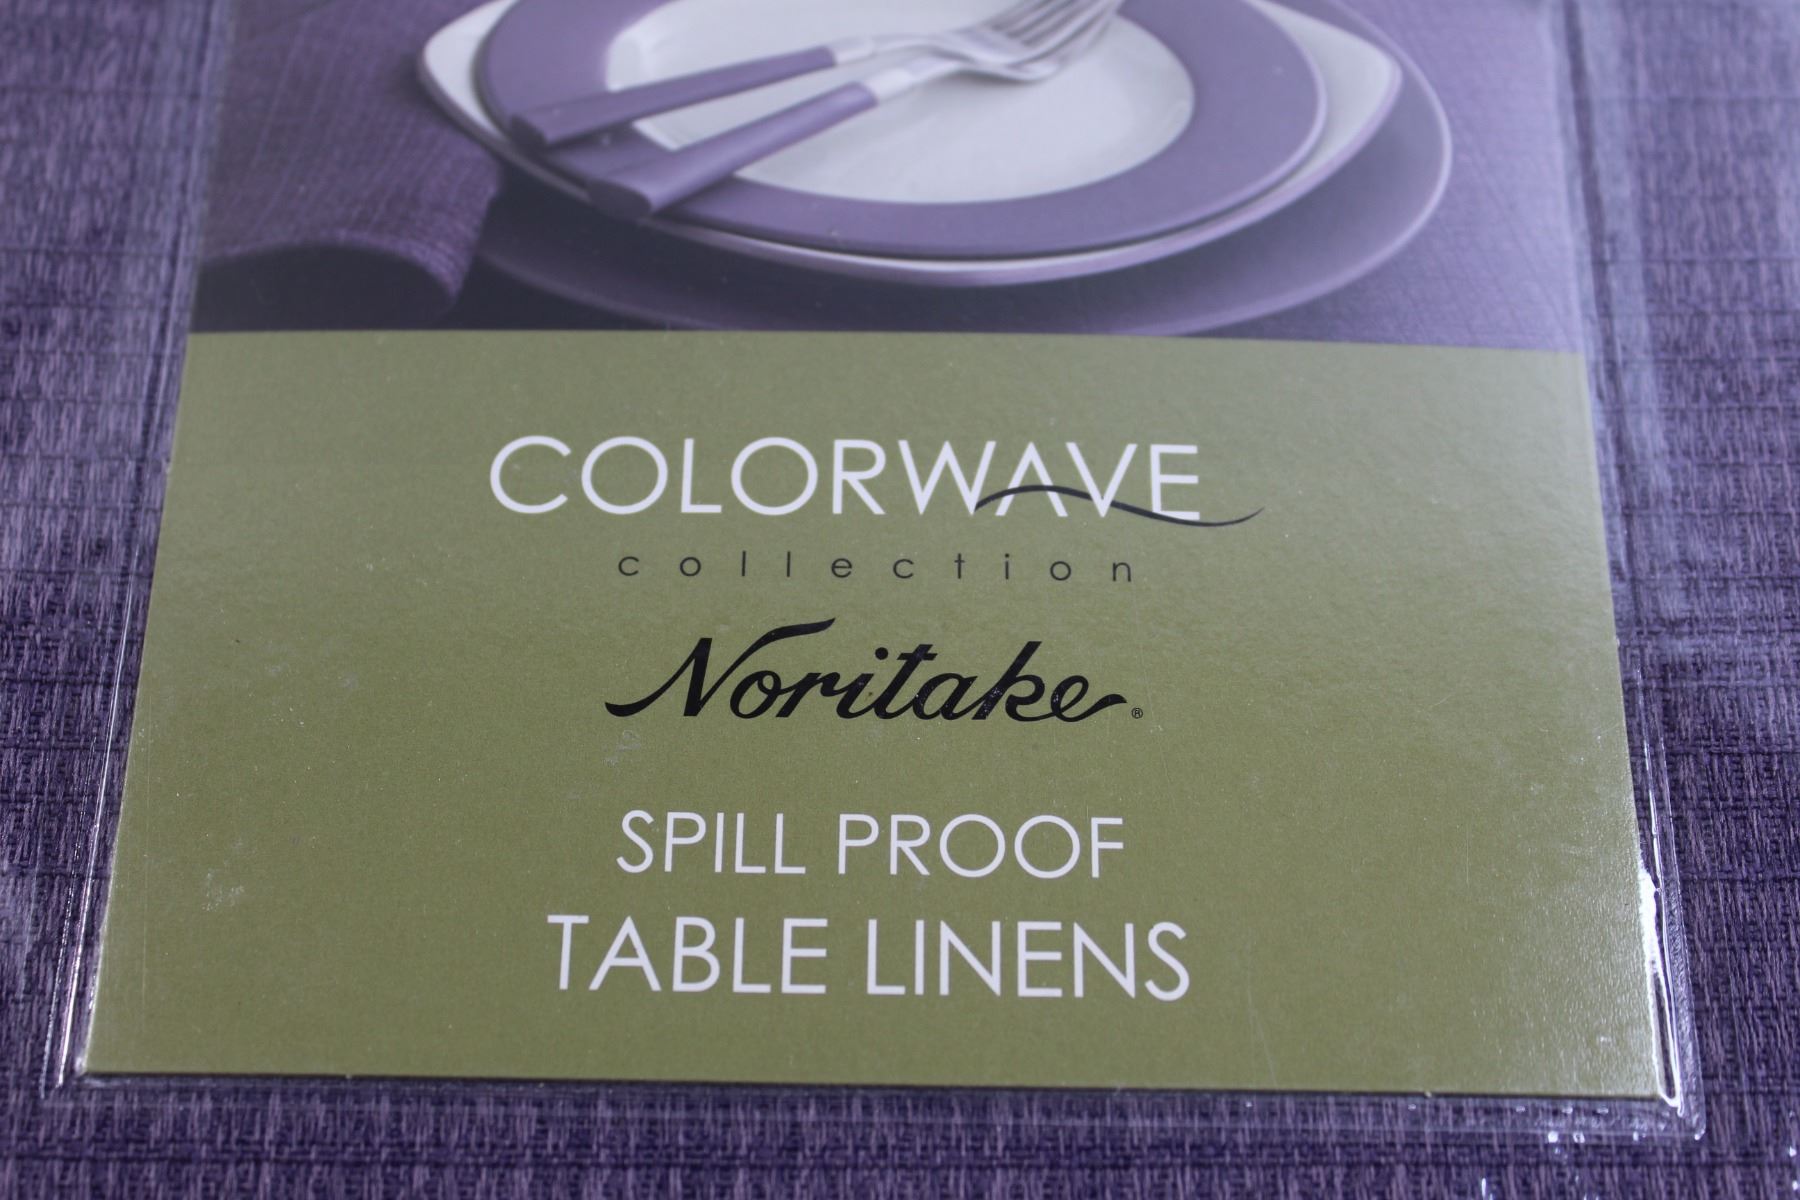 COLORWAVE
collection
Noritake®
SPILL PROOF
TABLE LINENS